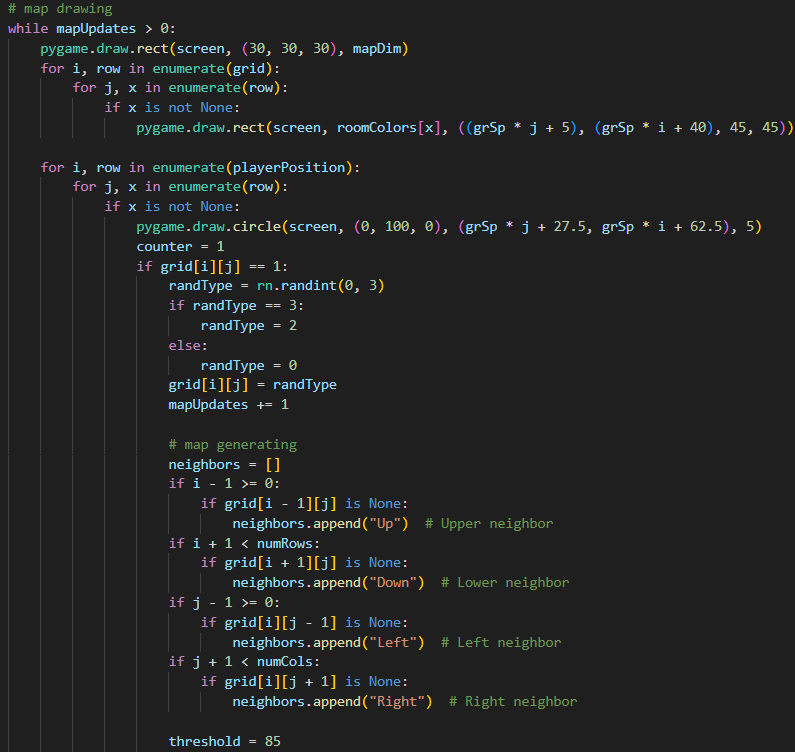 # map drawing
while mapUpdates > 0:
    pygame.draw.rect(screen, (30, 30, 30), mapDim)
    for i, row in enumerate(grid):
        for j, x in enumerate(row):
            if x is not None:
                pygame.draw.rect(screen, roomColors[x], ((grSp * j + 5), (grSp * i + 40), 45, 45))

    for i, row in enumerate(playerPosition):
        for j, x in enumerate(row):
            if x is not None:
                pygame.draw.circle(screen, (0, 100, 0), (grSp * j + 27.5, grSp * i + 62.5), 5)
                counter = 1
                if grid[i][j] == 1:
                    randType = rn.randint(0, 3)
                    if randType == 3:
                        randType = 2
                    else:
                        randType = 0
                    grid[i][j] = randType
                    mapUpdates += 1

                    # map generating
                    neighbors = []
                    if i - 1 >= 0:
                        if grid[i - 1][j] is None:
                            neighbors.append("Up")  # Upper neighbor
                    if i + 1 < numRows:
                        if grid[i + 1][j] is None:
                            neighbors.append("Down")  # Lower neighbor
                    if j - 1 >= 0:
                        if grid[i][j - 1] is None:
                            neighbors.append("Left")  # Left neighbor
                    if j + 1 < numCols:
                        if grid[i][j + 1] is None:
                            neighbors.append("Right")  # Right neighbor

                    threshold = 85